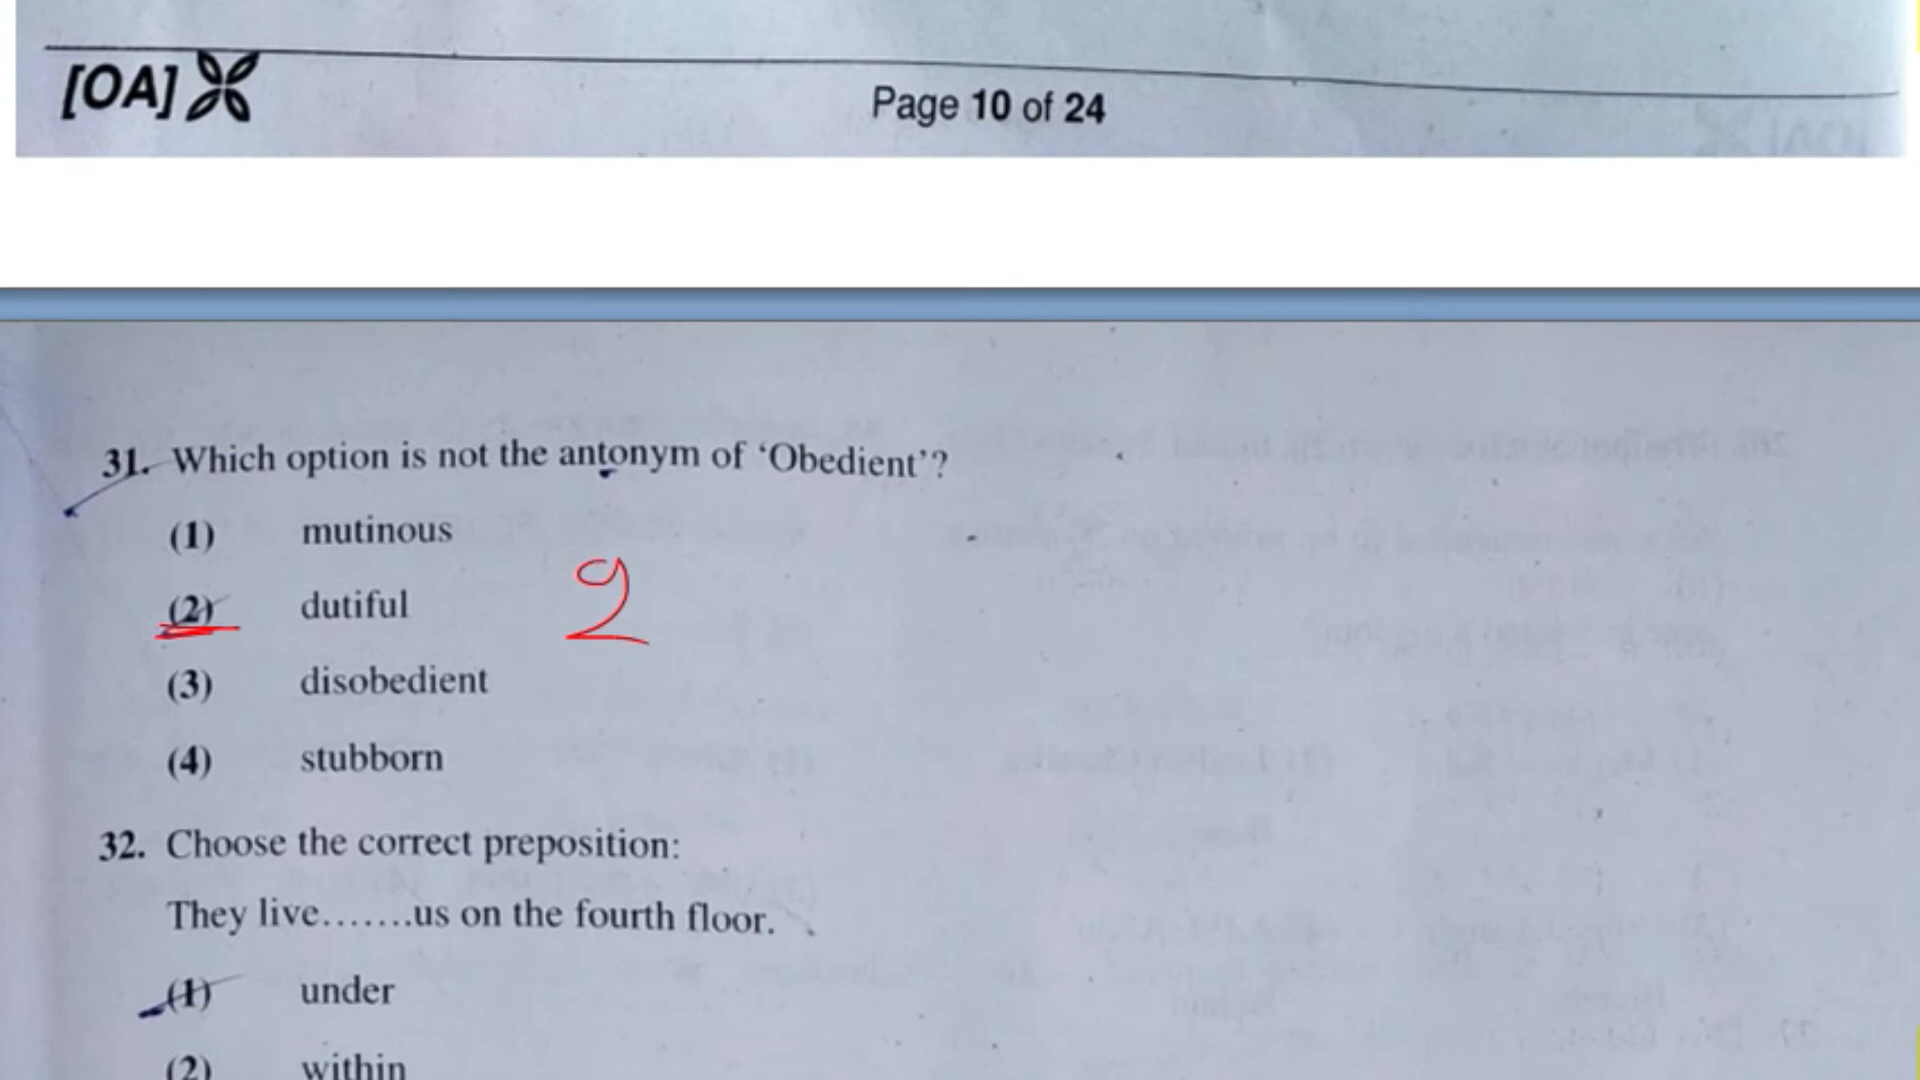 [OA]
Page 10 of 24
31. Which option is not the antonym of ‘Obedient’?
(1) mutinous
(2) dutiful
2
(3) disobedient
(4) stubborn
32. Choose the correct preposition:
They live.......us on the fourth floor.
(1) under
(2) within